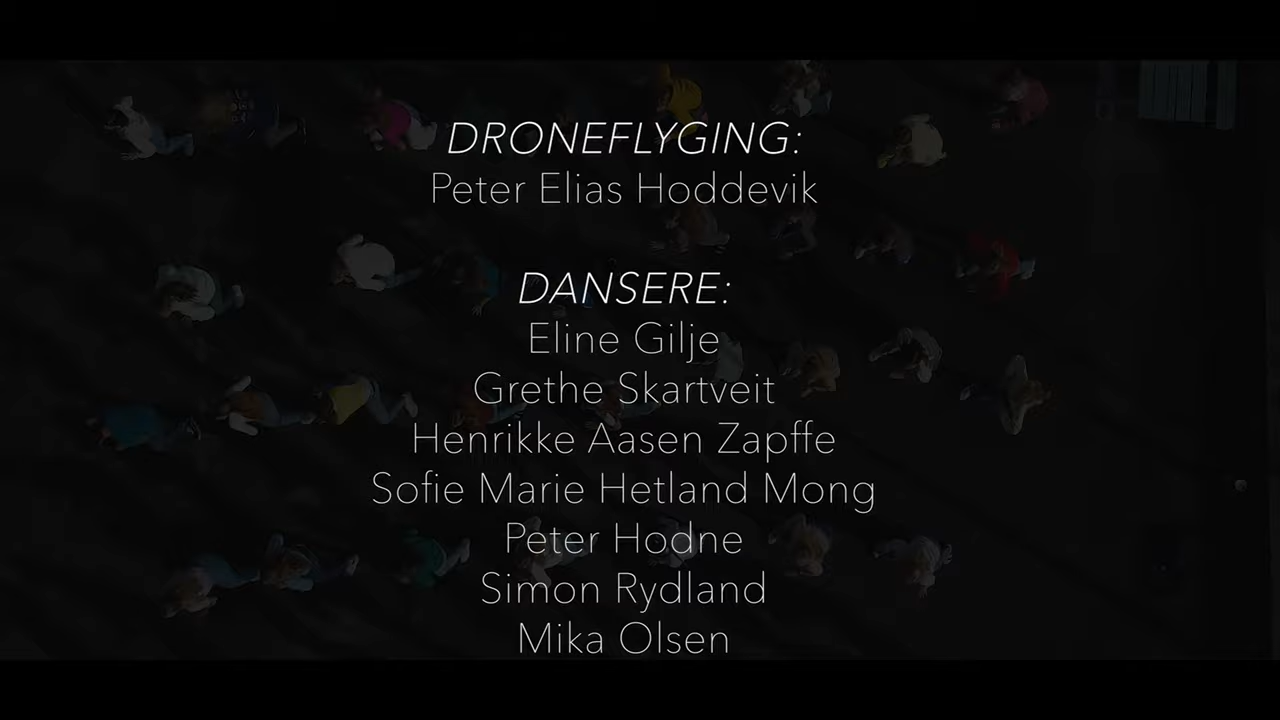 DRONEFLYGING:
Peter Elias Hoddevik
DANSERE:
Eline Gilje
Grethe Skartveit
Henrikke Aasen Zapffe
Sofie Marie Hetland Mong
Peter Hodne
Simon Rydland
Mika Olsen